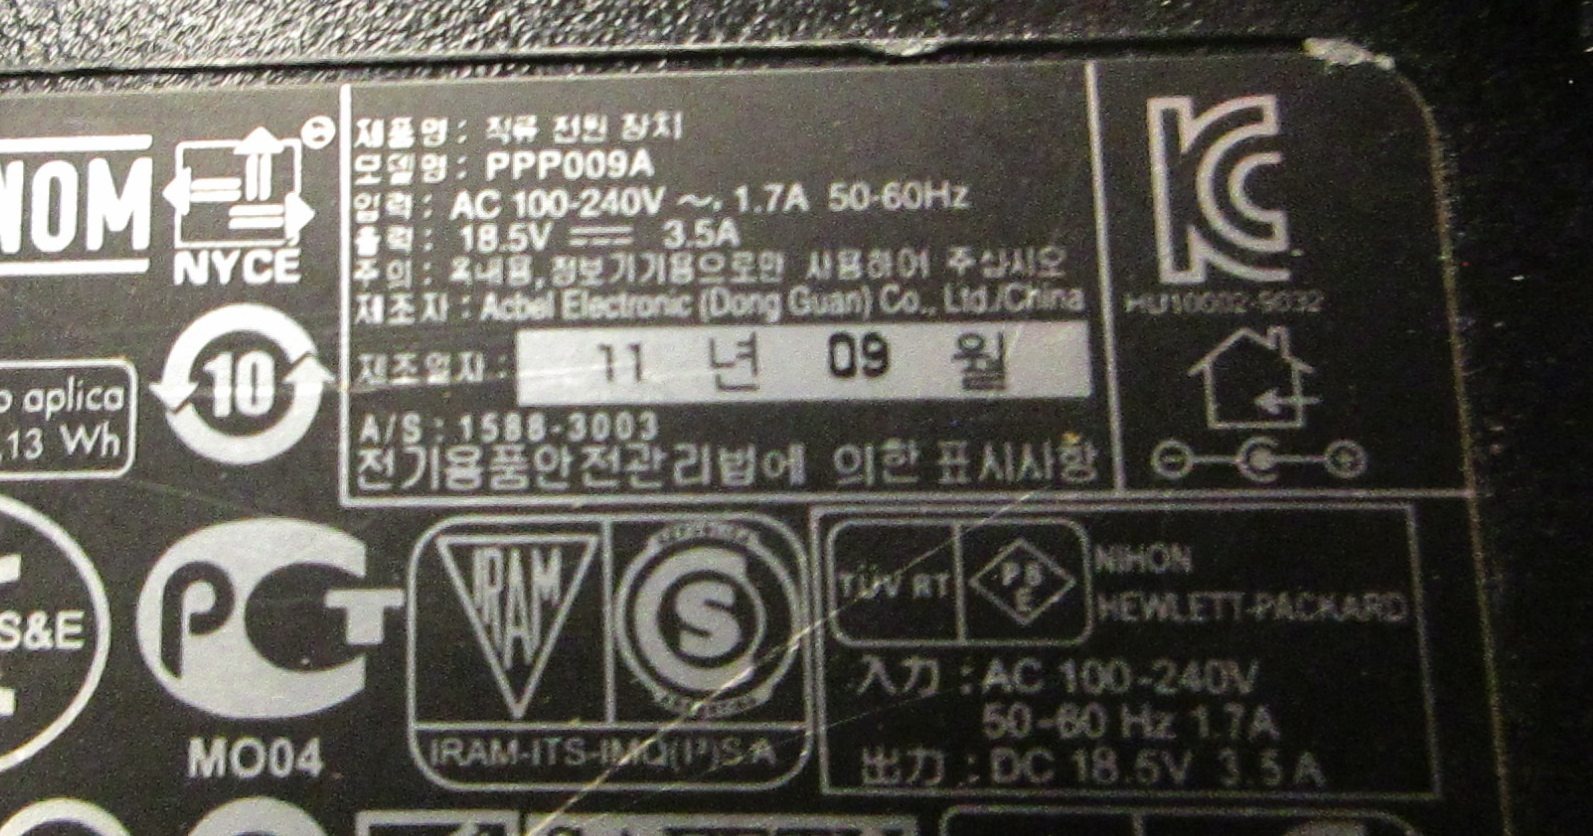 NOM
NYCE
제품명 : 직류 전원 장치
모델명 : PPP009A
입력 : AC 100-240V ～, 1.7A 50-60Hz
출력 : 18.5V ⎓ 3.5A
주의 : 옥내용,정보기기용으로만 사용하여 주십시오
제조자 : Acbel Electronic (Dong Guan) Co., Ltd./China
제조일자 : 11 년 09 월
A/S : 1588-3003
전기용품안전관리법에 의한 표시사항
HU10002-9032
10
aplica
13 Wh
S&E
MO04
IRAM
S
IRAM-ITS-IMQ(I³)SA
TÜV RT
PS
E
NIHON
HEWLETT-PACKARD
入力 : AC 100-240V
50-60 Hz 1.7A
出力 : DC 18.5V 3.5A